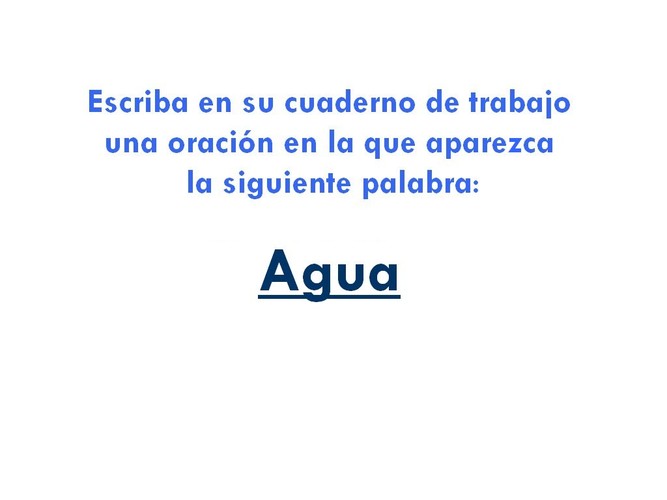 Escriba en su cuaderno de trabajo
una oración en la que aparezca
la siguiente palabra:
Agua